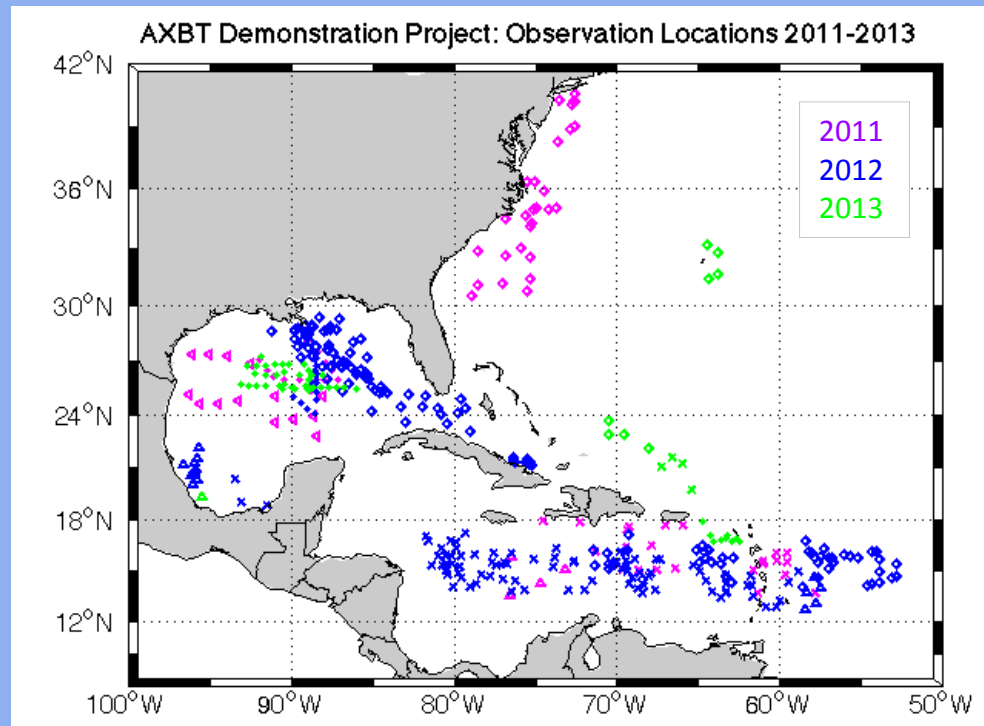 AXBT Demonstration Project: Observation Locations 2011-2013
42°N
2011
2012
2013
36°N
30°N
24°N
18°N
12°N
100°W 90°W 80°W 70°W 60°W 50°W